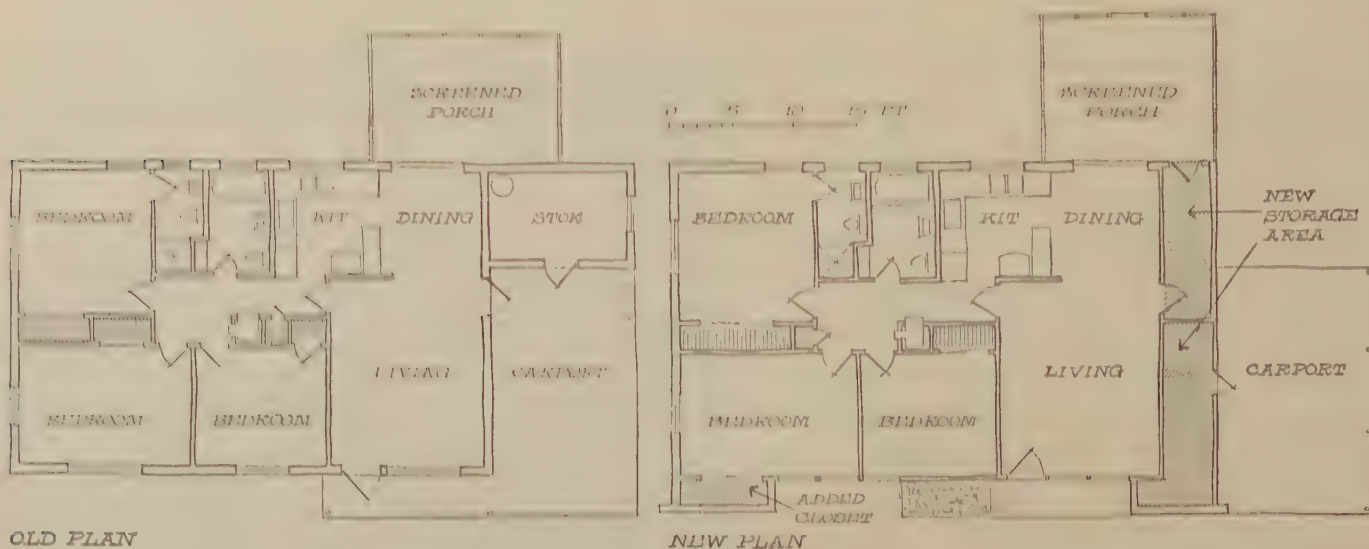 SCREENED
PORCH
BEDROOM
KIT
DINING
STOR
BEDROOM
BEDROOM
LIVING
CARPORT
OLD PLAN
0 5 10 15 FT
SCREENED
PORCH
BEDROOM
KIT
DINING
NEW
STORAGE
AREA
BEDROOM
BEDROOM
LIVING
CARPORT
ADDED
CLOSET
NEW PLAN